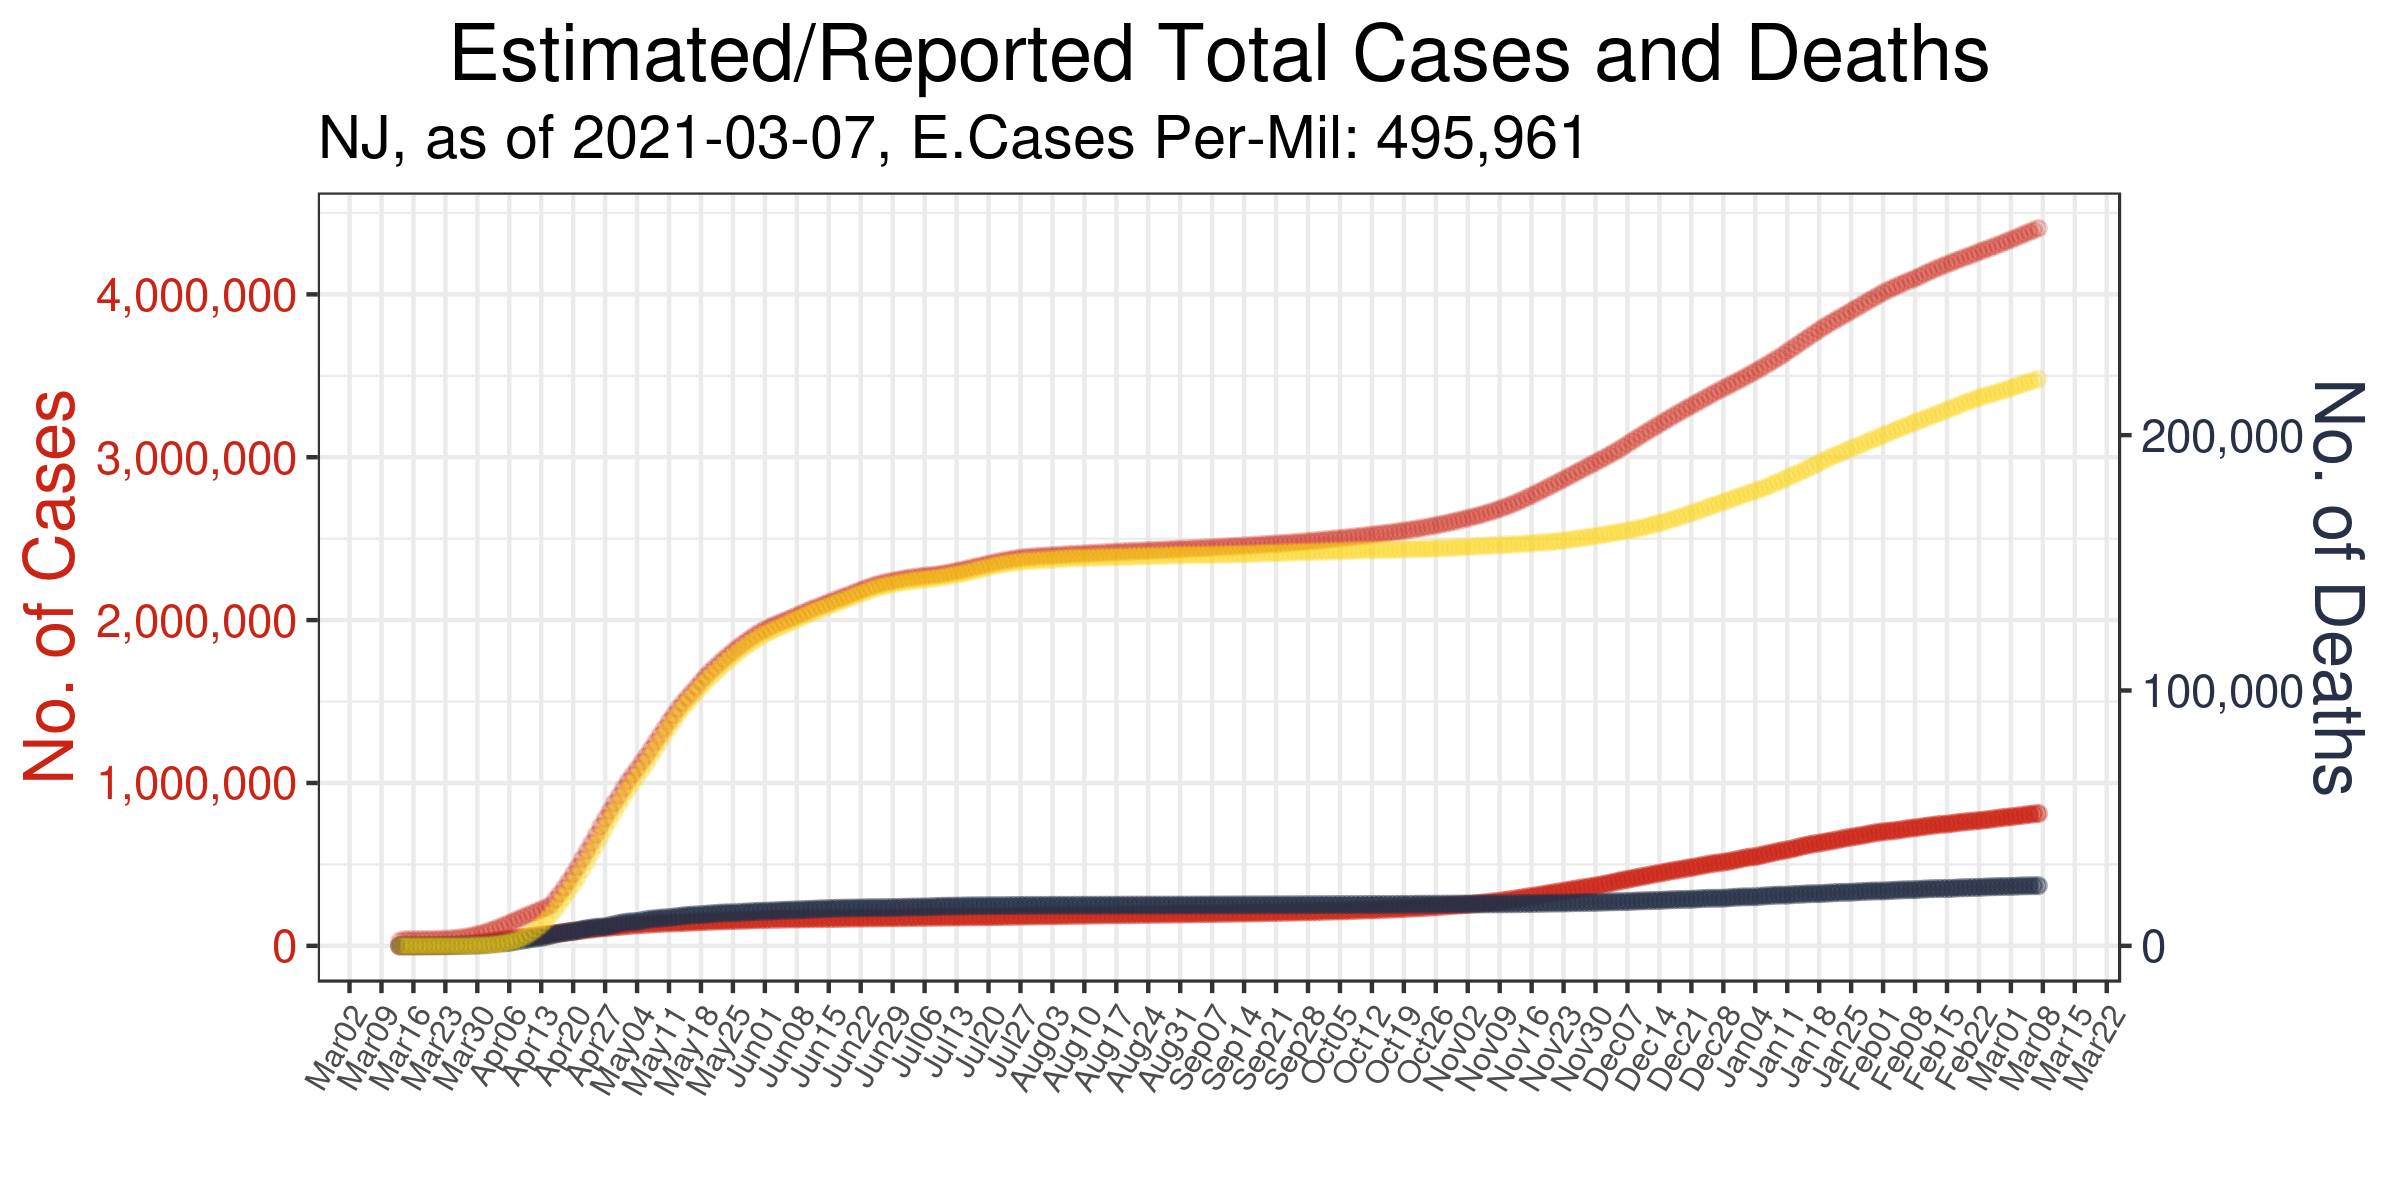 Estimated/Reported Total Cases and Deaths
NJ, as of 2021-03-07, E.Cases Per-Mil: 495,961
No. of Cases
4,000,000
3,000,000
2,000,000
1,000,000
0
200,000
100,000
0
No. of Deaths
Mar02
Mar09
Mar16
Mar23
Mar30
Apr06
Apr13
Apr20
Apr27
May04
May11
May18
May25
Jun01
Jun08
Jun15
Jun22
Jun29
Jul06
Jul13
Jul20
Jul27
Aug03
Aug10
Aug17
Aug24
Aug31
Sep07
Sep14
Sep21
Sep28
Oct05
Oct12
Oct19
Oct26
Nov02
Nov09
Nov16
Nov23
Nov30
Dec07
Dec14
Dec21
Dec28
Jan04
Jan11
Jan18
Jan25
Feb01
Feb08
Feb15
Feb22
Mar01
Mar08
Mar15
Mar22